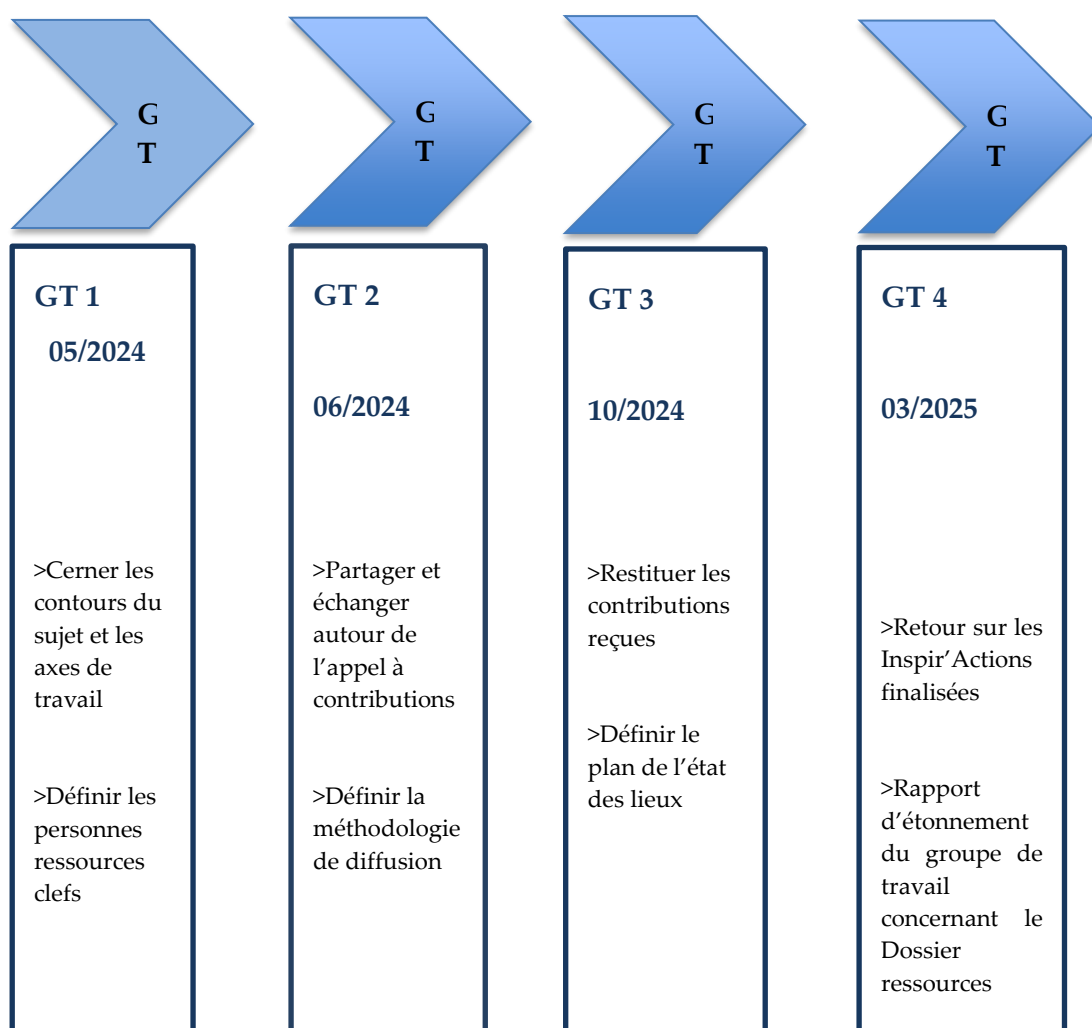 G
T
G
T
G
T
G
T
GT 1
05/2024
>Cerner les
contours du
sujet et les
axes de
travail
>Définir les
personnes
ressources
clefs
GT 2
06/2024
>Partager et
échanger
autour de
l’appel à
contributions
>Définir la
méthodologie
de diffusion
GT 3
10/2024
>Restituer les
contributions
reçues
>Définir le
plan de l’état
des lieux
GT 4
03/2025
>Retour sur les
Inspir’Actions
finalisées
>Rapport
d’étonnement
du groupe de
travail
concernant le
Dossier
ressources